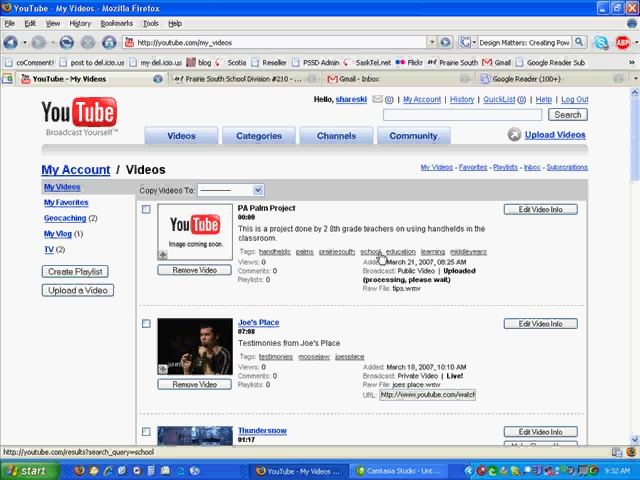 YouTube - My Videos - Mozilla Firefox
File Edit View History Bookmarks Tools Help
http://youtube.com/my_videos
Design Matters: Creating Pow
coComment! Post to del.icio.us my del.icio.us blog Scotia Reseller PSSD Admin SaskTel.net Flickr Prairie South Gmail Google Reader Sub
YouTube - My Videos
Prairie South School Division #210 - ...
Gmail - Inbox
Google Reader (100+)
Hello, shareski (0) | My Account | History | QuickList (0) | Help | Log Out
YouTube
Broadcast Yourself™
Search
Videos Categories Channels Community Upload Videos
My Account / Videos
My Videos - Favorites - Playlists - Inbox - Subscriptions
My Videos
My Favorites
Geocaching (2)
My Vlog (1)
TV (2)
Create Playlist
Upload a Video
Copy Videos To:
YouTube
Image coming soon.
Remove Video
PA Palm Project
00:00
This is a project done by 2 8th grade teachers on using handhelds in the
classroom.
Tags: handhelds palms prairiesouth school education learning middleyears
Views: 0
Comments: 0
Playlists: 0
Added: March 21, 2007, 08:25 AM
Broadcast: Public Video | Uploaded
(processing, please wait)
Raw File: tips.wmv
Edit Video Info
Remove Video
Joe's Place
07:08
Testimonies from Joe's Place
Tags: testimonies moosejaw joesplace
Views: 0
Comments: 0
Playlists: 0
Added: March 18, 2007, 10:10 AM
Broadcast: Private Video | Live!
Raw File: joes place.wmv
URL: http://www.youtube.com/watch
Edit Video Info
Thundersnow
01:17
Edit Video Info
http://youtube.com/results?search_query=school
start
YouTube - My Videos ...
Camtasia Studio - Unt...
9:32 AM